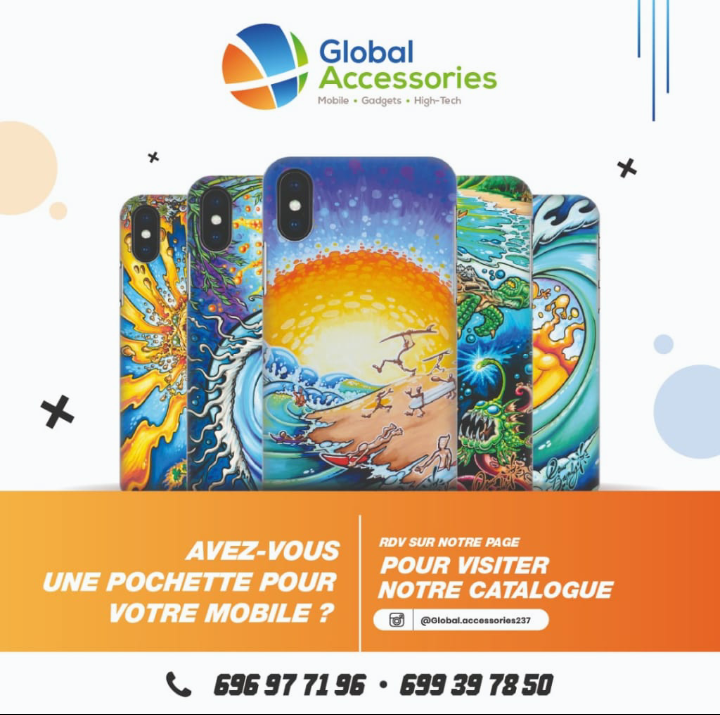 Global
Accessories
Mobile • Gadgets • High-Tech
AVEZ-VOUS
UNE POCHETTE POUR
VOTRE MOBILE ?
RDV SUR NOTRE PAGE
POUR VISITER
NOTRE CATALOGUE
@Global.accessories237
696 97 71 96 • 699 39 78 50